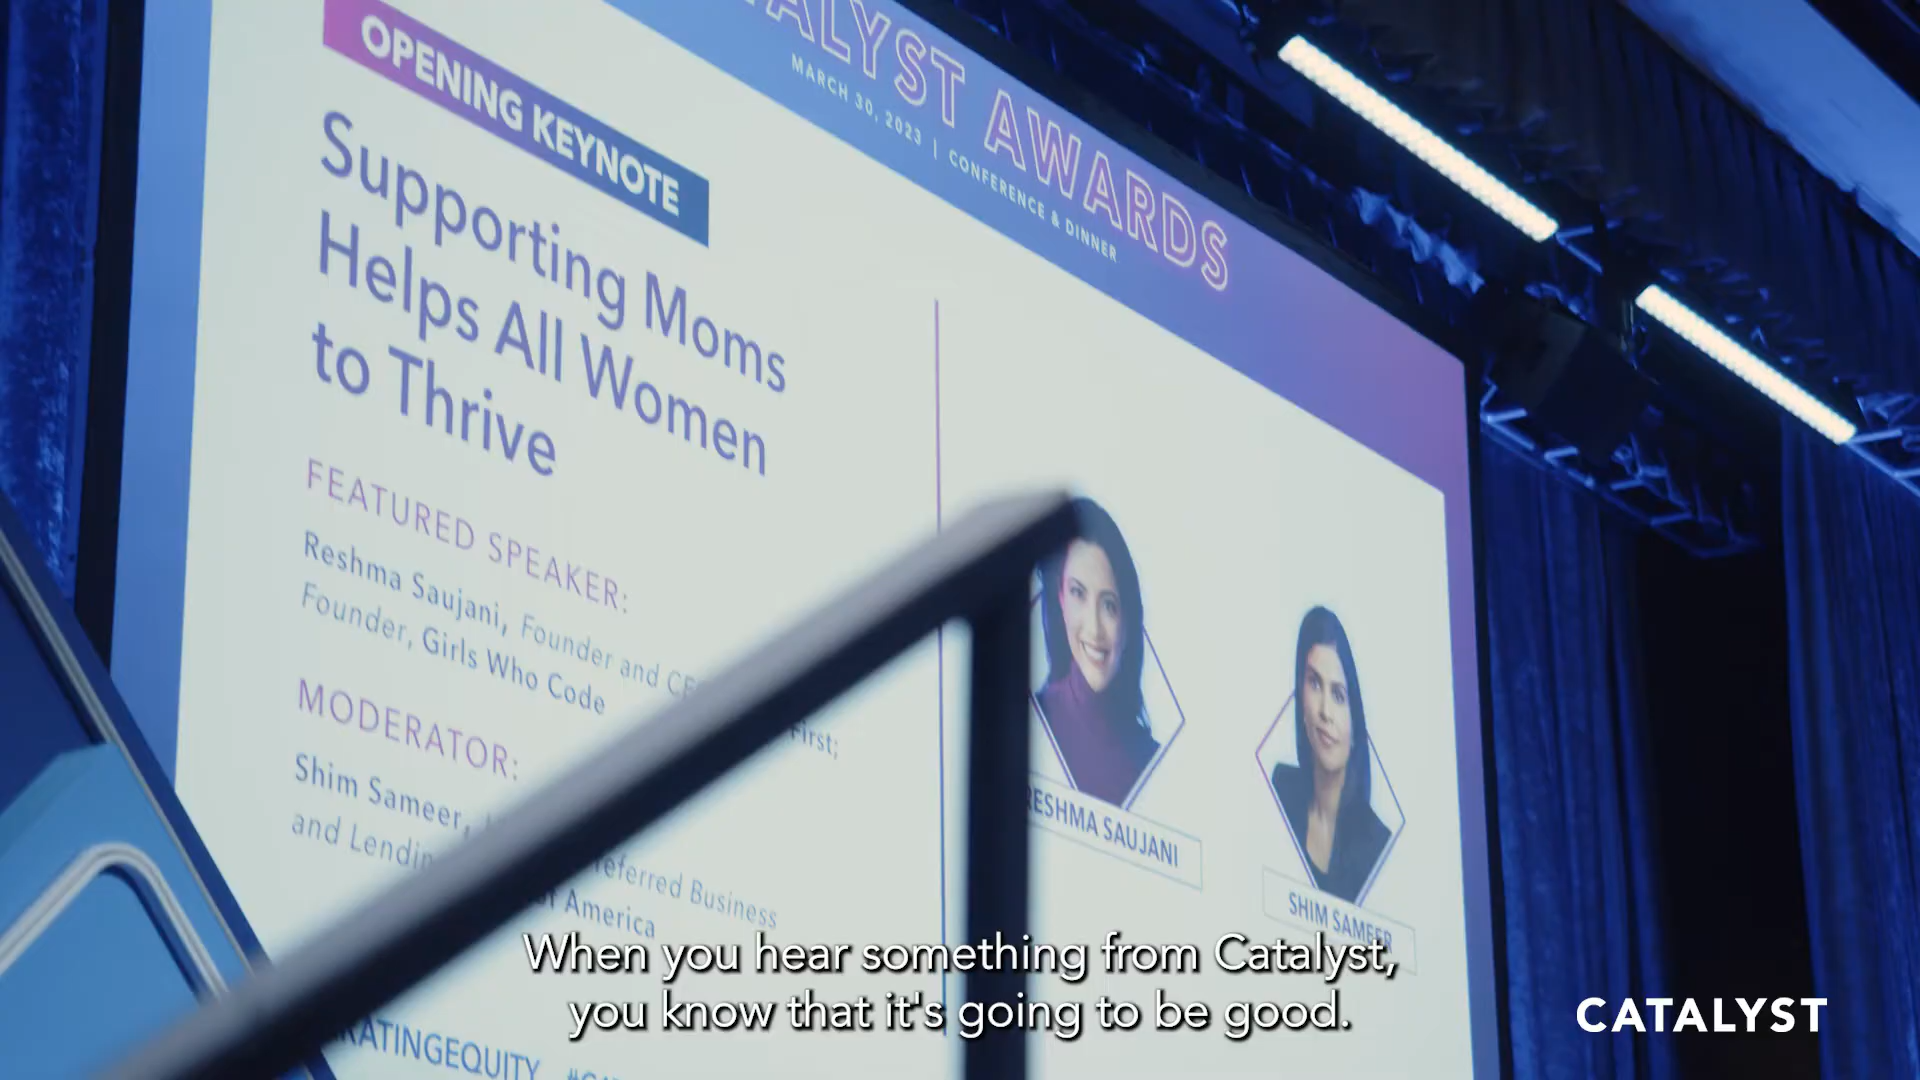 OPENING KEYNOTE
Supporting Moms
Helps All Women
to Thrive
FEATURED SPEAKER:
Reshma Saujani, Founder and
First;
Founder, Girls Who Code
MODERATOR:
Shim Sameer,
Business
and
America
ALYST AWARDS
MARCH 30, 2023 | CONFERENCE & DINNER
RESHMA SAUJANI
SHIM SAMEER
RATINGEQUITY
When you hear something from Catalyst,
you know that it's going to be good.
CATALYST